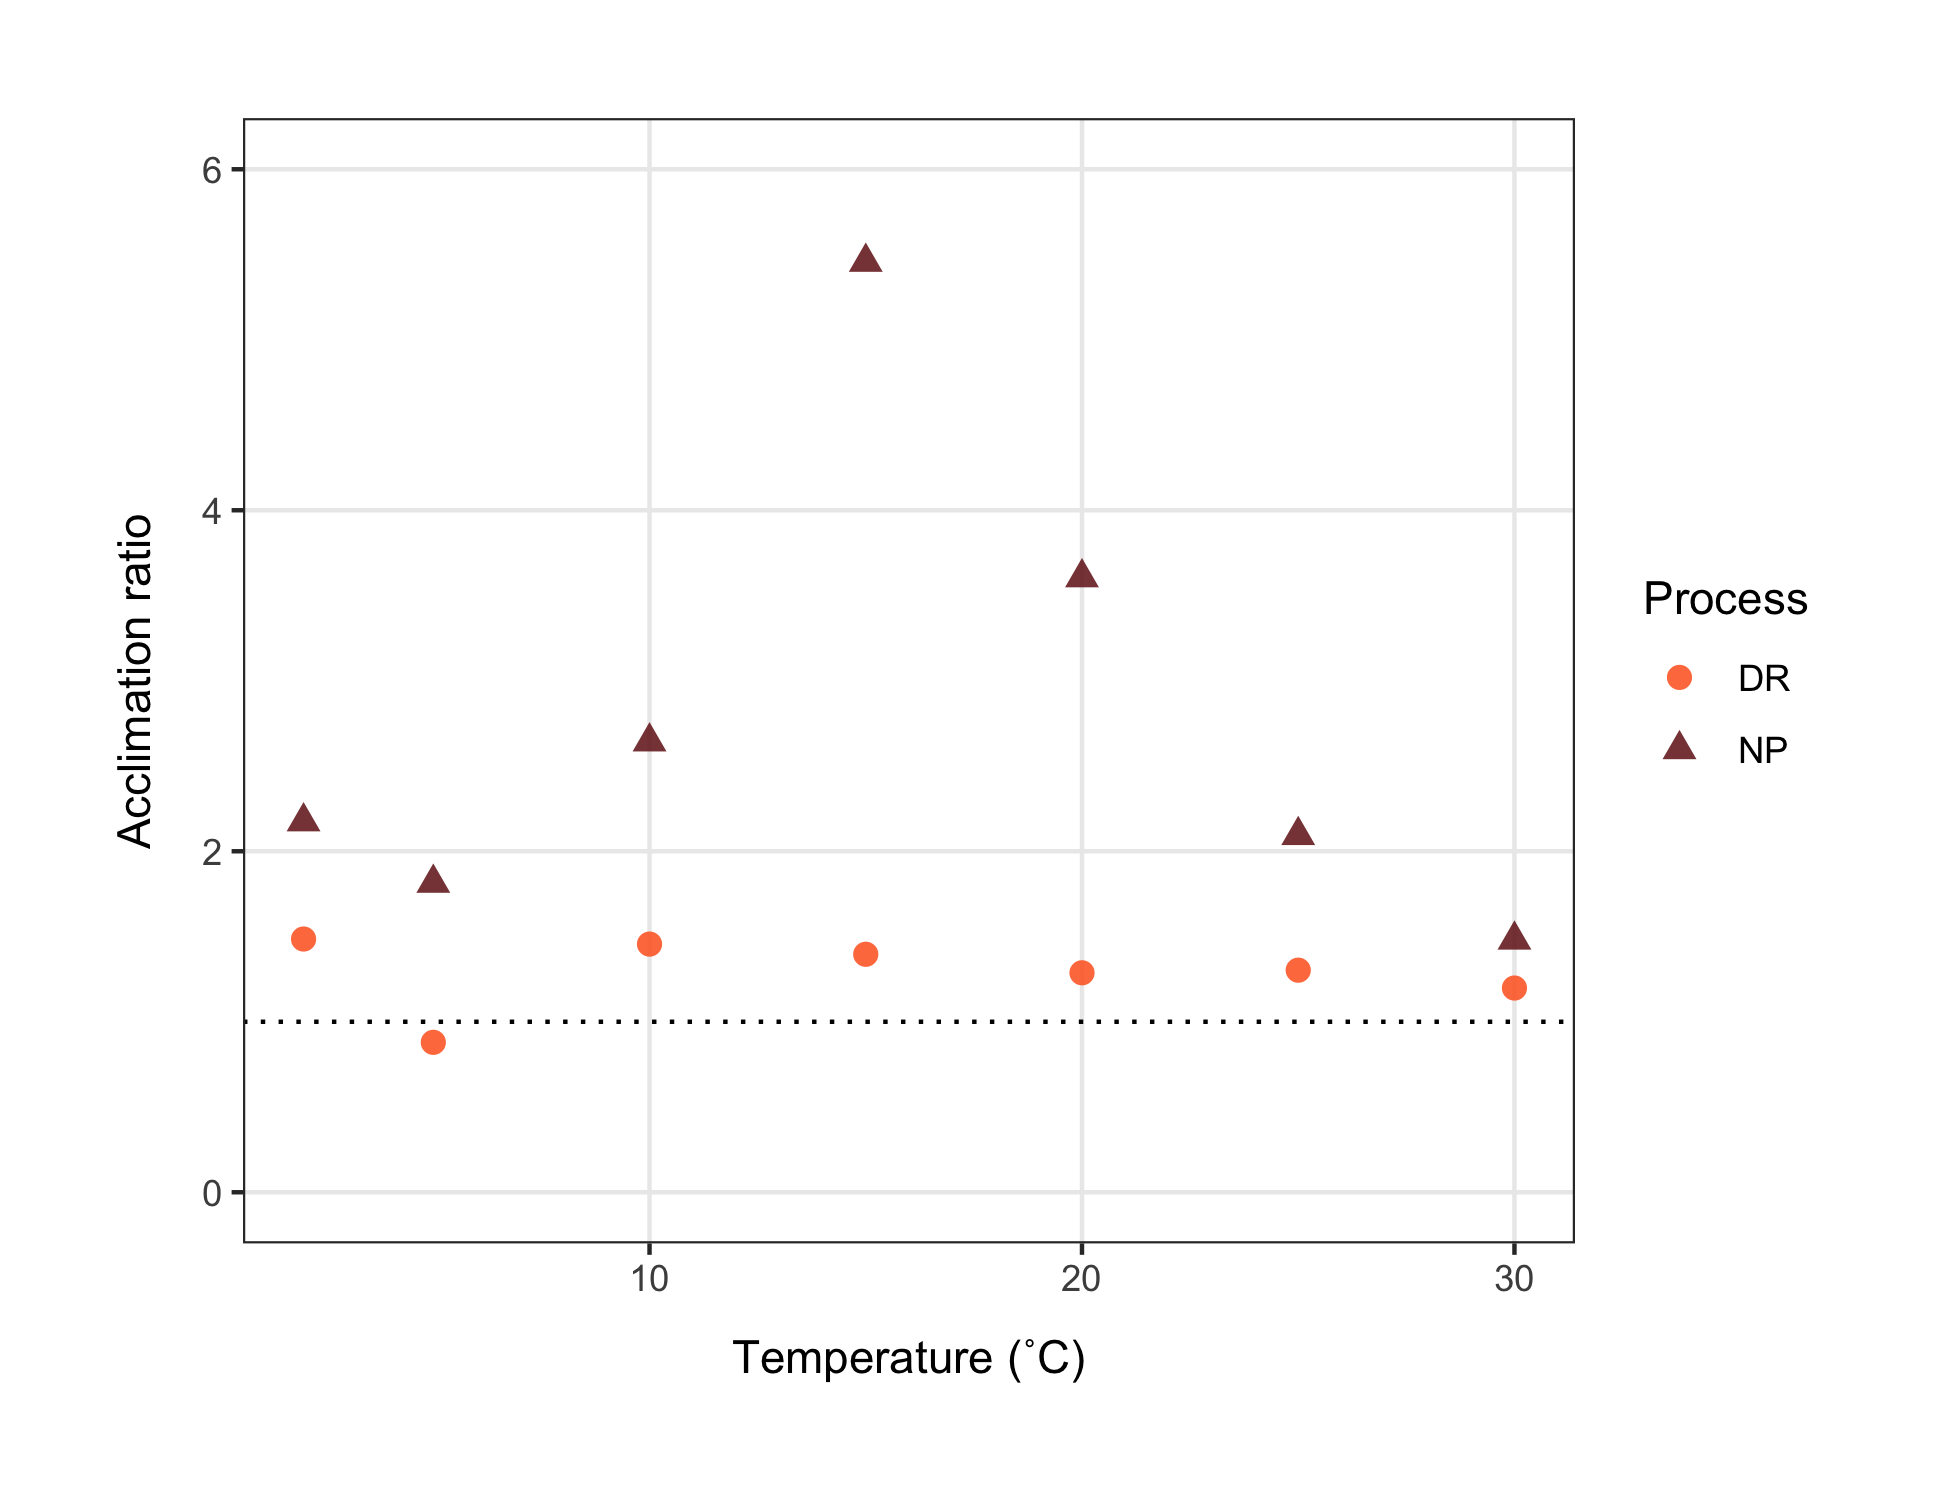 6
4
2
0
10 20 30
Acclimation ratio
Temperature (˚C)
Process
DR
NP